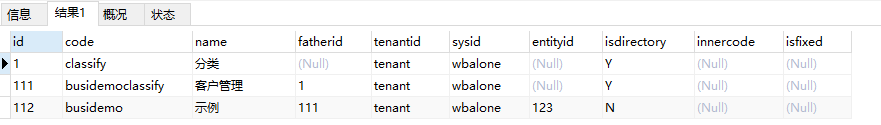 信息 结果1 概况 状态
id code name fatherid tenantid sysid entityid isdirectory innercode isfixed
1 classify 分类 (Null) tenant wbalone (Null) Y (Null) (Null)
111 busidemoclassify 客户管理 1 tenant wbalone (Null) Y (Null) (Null)
112 busidemo 示例 111 tenant wbalone 123 N (Null) (Null)